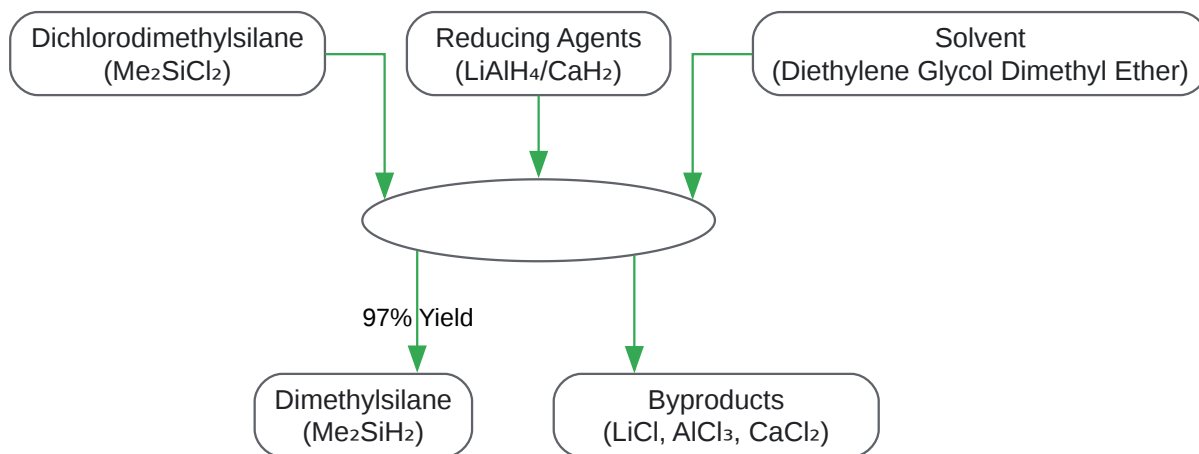 Dichlorodimethylsilane
(Me₂SiCl₂)
Reducing Agents
(LiAlH₄/CaH₂)
Solvent
(Diethylene Glycol Dimethyl Ether)
97% Yield
Dimethylsilane
(Me₂SiH₂)
Byproducts
(LiCl, AlCl₃, CaCl₂)